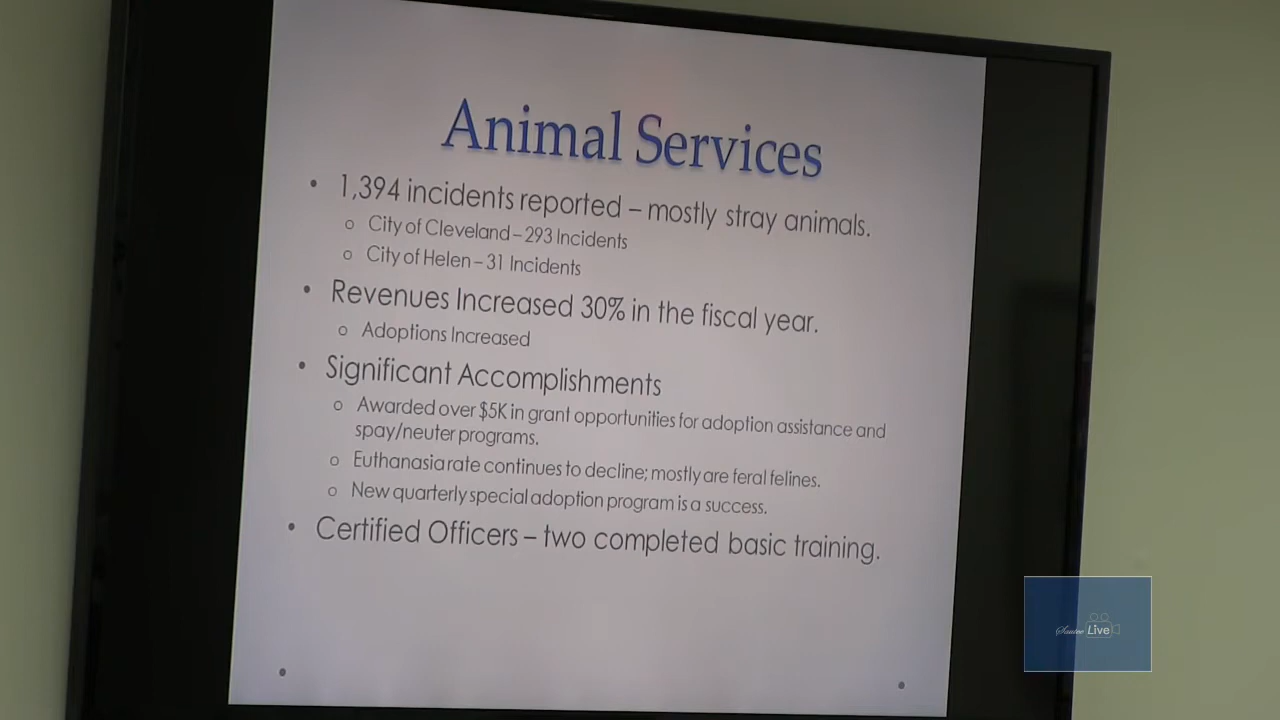 Animal Services
• 1,394 incidents reported – mostly stray animals.
o City of Cleveland – 293 Incidents
o City of Helen – 31 Incidents
• Revenues Increased 30% in the fiscal year.
o Adoptions Increased
• Significant Accomplishments
o Awarded over $5K in grant opportunities for adoption assistance and
spay/neuter programs.
o Euthanasia rate continues to decline; mostly are feral felines.
o New quarterly special adoption program is a success.
• Certified Officers – two completed basic training.
Sautee Live